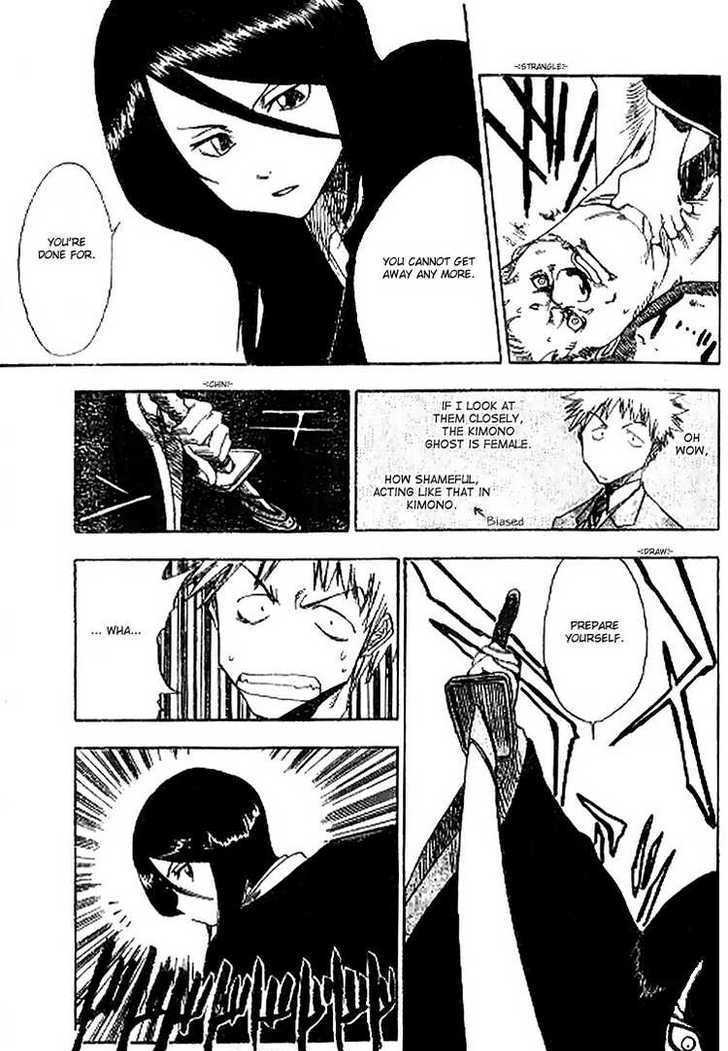 -<STRANGLE>-
YOU CANNOT GET
AWAY ANY MORE.
YOU'RE
DONE FOR.
OH
WOW,
IF I LOOK AT
THEM CLOSELY,
THE KIMONO
GHOST IS FEMALE.
HOW SHAMEFUL,
ACTING LIKE THAT IN
KIMONO.
Biased
-<CHIN>-
-<DRAW>-
PREPARE
YOURSELF.
... WHA...